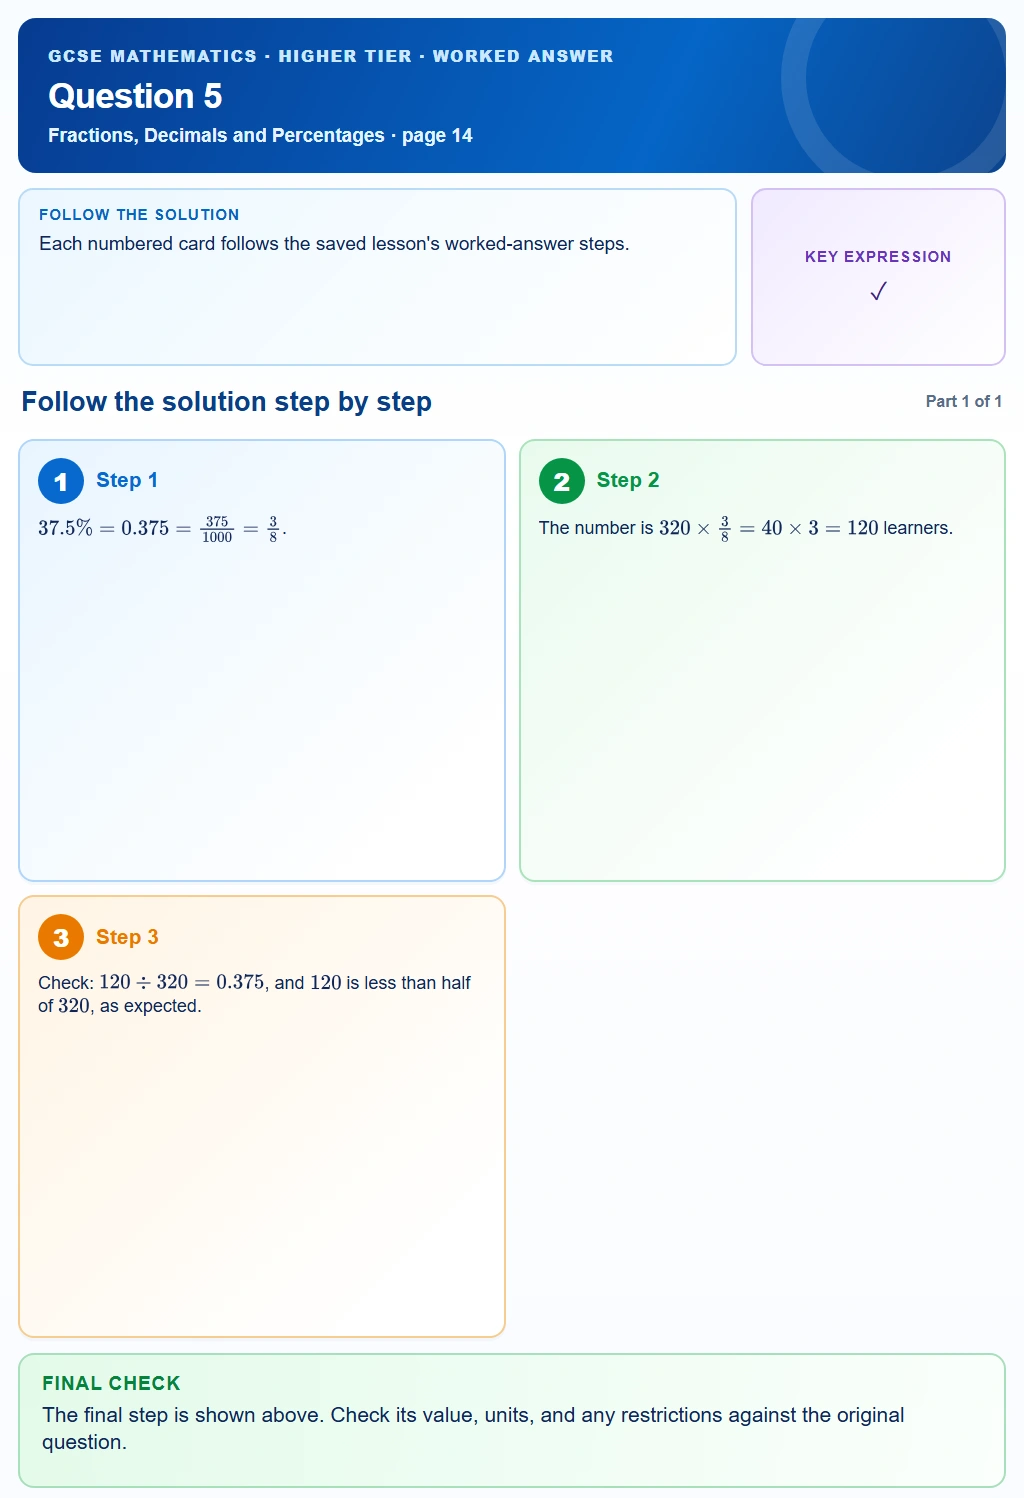 GCSE MATHEMATICS · HIGHER TIER · WORKED ANSWER
Question 5
Fractions, Decimals and Percentages · page 14
FOLLOW THE SOLUTION
Each numbered card follows the saved lesson's worked-answer steps.
KEY EXPRESSION
✓
Follow the solution step by step
Part 1 of 1
1 Step 1
37.5% = 0.375 = 375/1000 = 3/8.
2 Step 2
The number is 320 × 3/8 = 40 × 3 = 120 learners.
3 Step 3
Check: 120 ÷ 320 = 0.375, and 120 is less than half
of 320, as expected.
FINAL CHECK
The final step is shown above. Check its value, units, and any restrictions against the original
question.